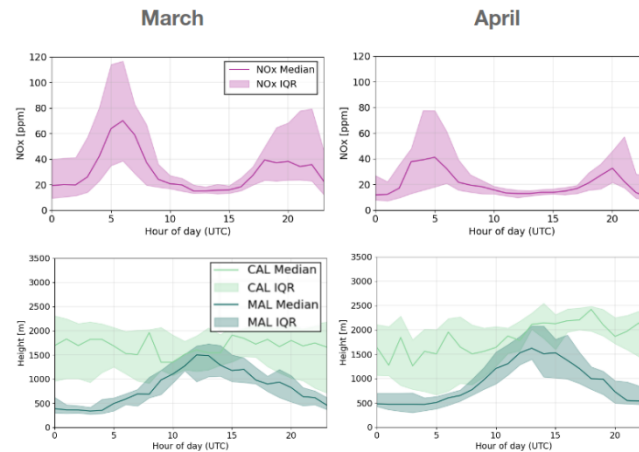 March
April
120
100
80
60
40
20
0
NOx [ppm]
NOx Median
NOx IQR
0 5 10 15 20
Hour of day (UTC)
120
100
80
60
40
20
0
NOx [ppm]
0 5 10 15 20
Hour of day (UTC)
3500
3000
2500
2000
1500
1000
500
0
Height [m]
CAL Median
CAL IQR
MAL Median
MAL IQR
0 5 10 15 20
Hour of day (UTC)
3500
3000
2500
2000
1500
1000
500
0
Height [m]
0 5 10 15 20
Hour of day (UTC)